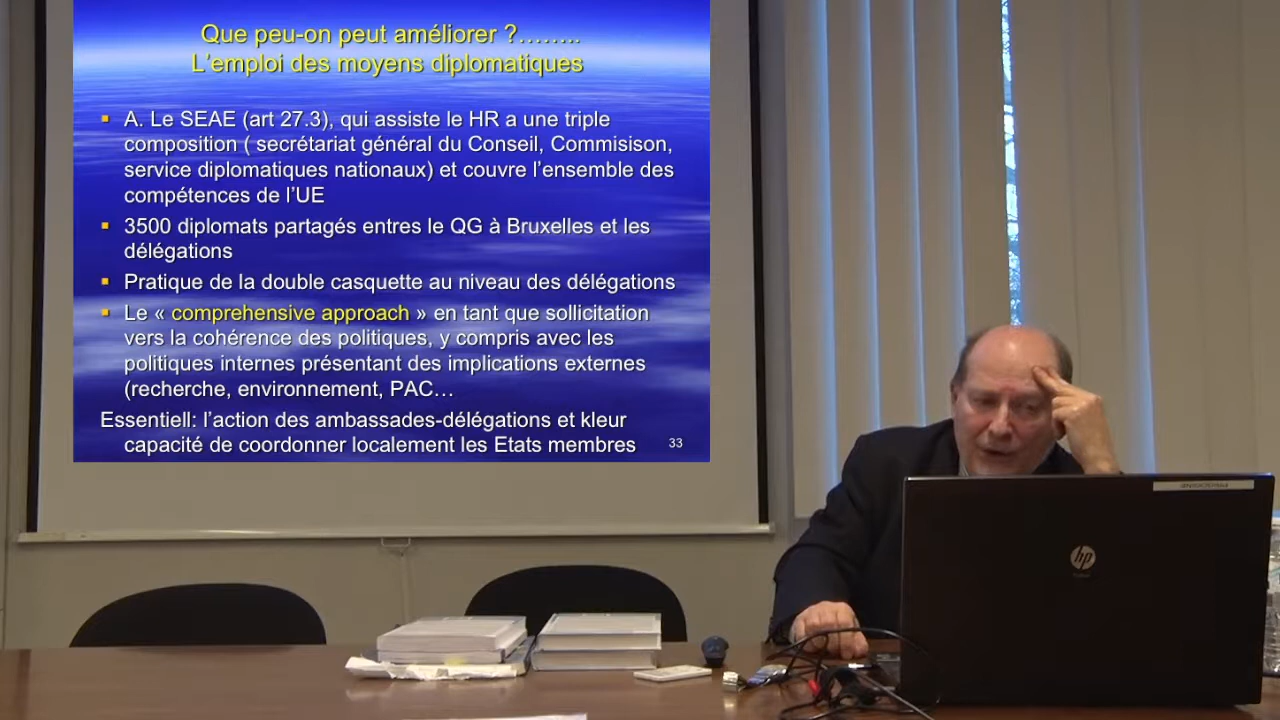 Que peu-on peut améliorer ?........
L'emploi des moyens diplomatiques
▪ A. Le SEAE (art 27.3), qui assiste le HR a une triple
composition ( secrétariat général du Conseil, Commisison,
service diplomatiques nationaux) et couvre l'ensemble des
compétences de l'UE
▪ 3500 diplomats partagés entres le QG à Bruxelles et les
délégations
▪ Pratique de la double casquette au niveau des délégations
▪ Le « comprehensive approach » en tant que sollicitation
vers la cohérence des politiques, y compris avec les
politiques internes présentant des implications externes
(recherche, environnement, PAC…
Essentiell: l'action des ambassades-délégations et kleur
capacité de coordonner localement les Etats membres
33
hp